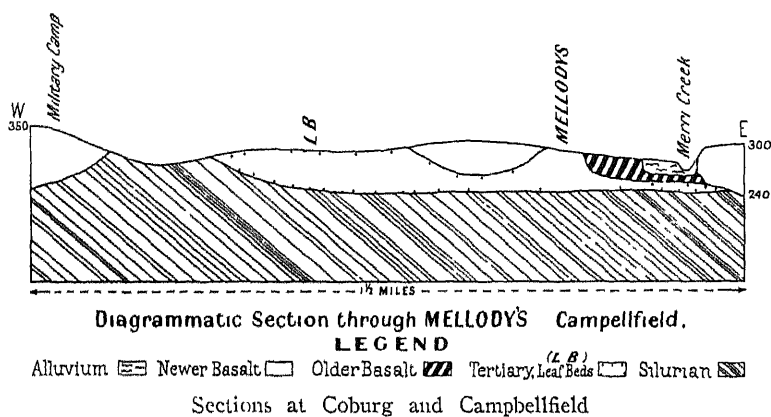 Military Camp
LB
MELLODYS
Merri Creek
W
E
350
300
240
1½ MILES
Diagrammatic Section through MELLODY'S Campellfield.
LEGEND
(LB)
Alluvium Newer Basalt Older Basalt Tertiary, Leaf Beds Silurian
Sections at Coburg and Campbellfield